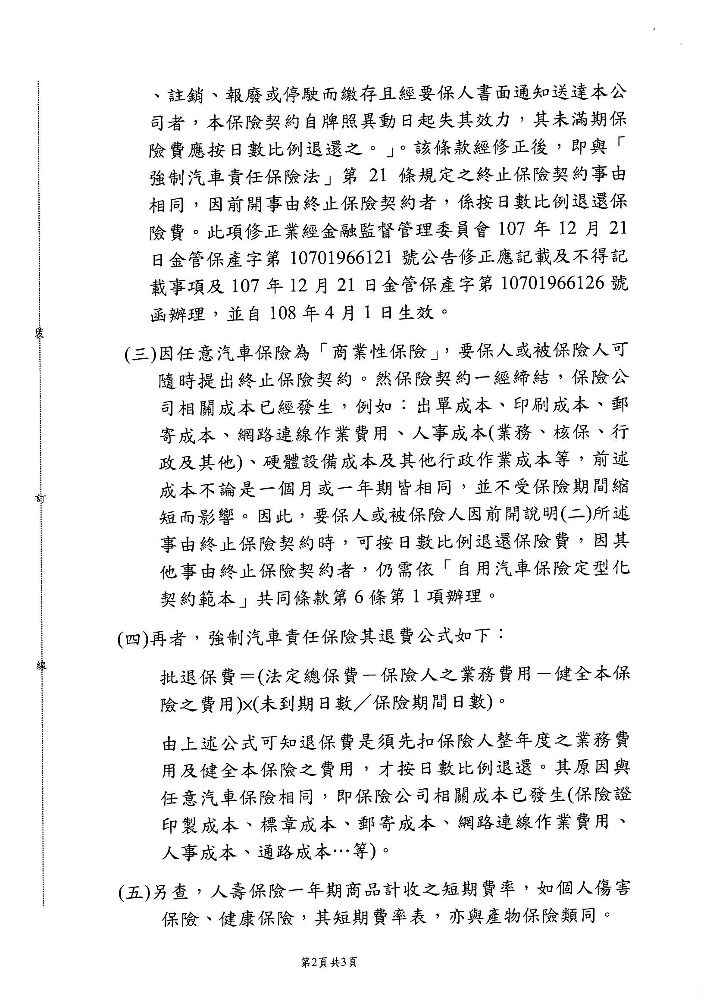 、註銷、報廢或停駛而繳存且經要保人書面通知送達本公
司者，本保險契約自牌照異動日起失其效力，其未滿期保
險費應按日數比例退還之。」。該條款經修正後，即與「
強制汽車責任保險法」第 21 條規定之終止保險契約事由
相同，因前開事由終止保險契約者，係按日數比例退還保
險費。此項修正業經金融監督管理委員會 107 年 12 月 21
日金管保產字第 10701966121 號公告修正應記載及不得記
載事項及 107 年 12 月 21 日金管保產字第 10701966126 號
函辦理，並自 108 年 4 月 1 日生效。
(三)因任意汽車保險為「商業性保險」，要保人或被保險人可
隨時提出終止保險契約。然保險契約一經締結，保險公
司相關成本已經發生，例如：出單成本、印刷成本、郵
寄成本、網路連線作業費用、人事成本(業務、核保、行
政及其他)、硬體設備成本及其他行政作業成本等，前述
成本不論是一個月或一年期皆相同，並不受保險期間縮
短而影響。因此，要保人或被保險人因前開說明(二)所述
事由終止保險契約時，可按日數比例退還保險費，因其
他事由終止保險契約者，仍需依「自用汽車保險定型化
契約範本」共同條款第 6 條第 1 項辦理。
(四)再者，強制汽車責任保險其退費公式如下：
批退保費＝(法定總保費－保險人之業務費用－健全本保
險之費用)×(未到期日數／保險期間日數)。
由上述公式可知退保費是須先扣保險人整年度之業務費
用及健全本保險之費用，才按日數比例退還。其原因與
任意汽車保險相同，即保險公司相關成本已發生(保險證
印製成本、標章成本、郵寄成本、網路連線作業費用、
人事成本、通路成本…等)。
(五)另查，人壽保險一年期商品計收之短期費率，如個人傷害
保險、健康保險，其短期費率表，亦與產物保險類同。
裝
訂
線
第2頁 共3頁